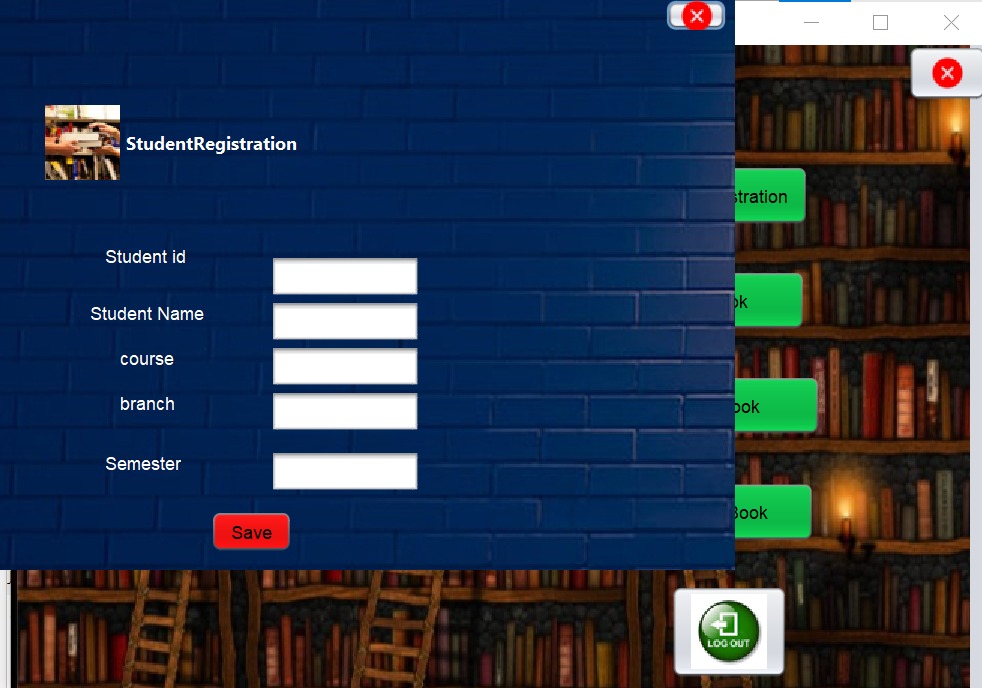 StudentRegistration
stration
Student id
ok
Student Name
course
branch
ook
Semester
Book
Save
LOG OUT